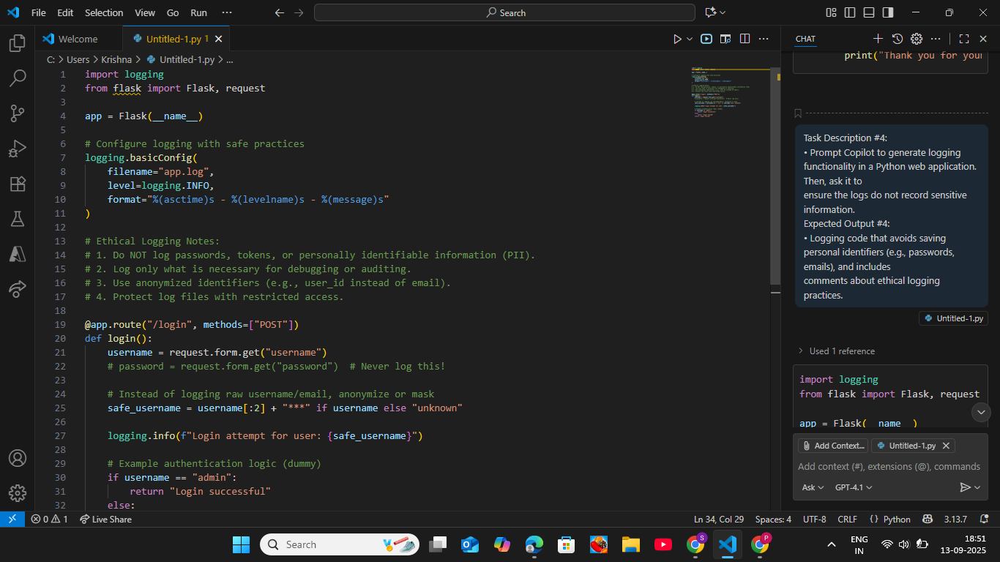 File Edit Selection View Go Run ··· Search
Welcome Untitled-1.py 1
C: > Users > Krishna > Untitled-1.py > ...
1 import logging
2 from flask import Flask, request
3
4 app = Flask(__name__)
5
6 # Configure logging with safe practices
7 logging.basicConfig(
8 filename="app.log",
9 level=logging.INFO,
10 format="%(asctime)s - %(levelname)s - %(message)s"
11 )
12
13 # Ethical Logging Notes:
14 # 1. Do NOT log passwords, tokens, or personally identifiable information (PII).
15 # 2. Log only what is necessary for debugging or auditing.
16 # 3. Use anonymized identifiers (e.g., user_id instead of email).
17 # 4. Protect log files with restricted access.
18
19 @app.route("/login", methods=["POST"])
20 def login():
21 username = request.form.get("username")
22 # password = request.form.get("password")  # Never log this!
23
24 # Instead of logging raw username/email, anonymize or mask
25 safe_username = username[:2] + "***" if username else "unknown"
26
27 logging.info(f"Login attempt for user: {safe_username}")
28
29 # Example authentication logic (dummy)
30 if username == "admin":
31 return "Login successful"
32 else:
CHAT
print("Thank you for your
Task Description #4:
• Prompt Copilot to generate logging
functionality in a Python web application.
Then, ask it to
ensure the logs do not record sensitive
information.
Expected Output #4:
• Logging code that avoids saving
personal identifiers (e.g., passwords,
emails), and includes
comments about ethical logging
practices.
Untitled-1.py
> Used 1 reference
import logging
from flask import Flask, request
app = Flask(__name__)
Add Context... Untitled-1.py
Add context (#), extensions (@), commands
Ask GPT-4.1
0 1 Live Share Ln 34, Col 29 Spaces: 4 UTF-8 CRLF {} Python 3.13.7
Search
S
P
ENG
IN
18:51
13-09-2025